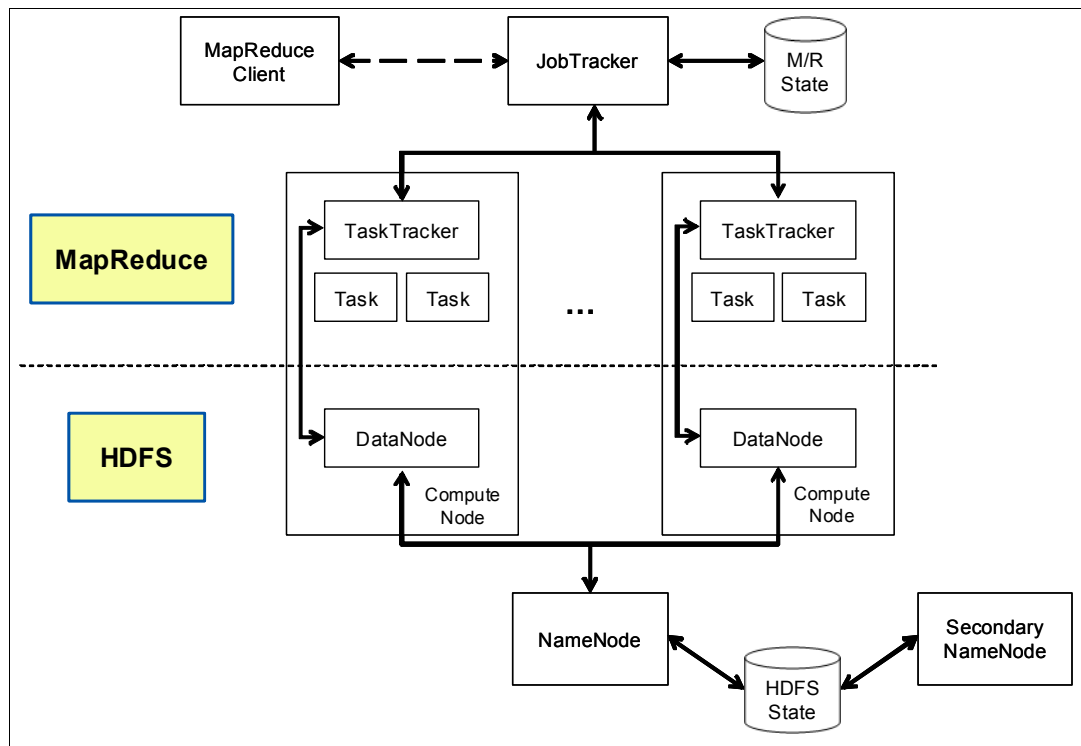 MapReduce
Client
JobTracker
M/R
State
MapReduce
TaskTracker
Task
Task
...
TaskTracker
Task
Task
HDFS
DataNode
Compute
Node
DataNode
Compute
Node
NameNode
HDFS
State
Secondary
NameNode